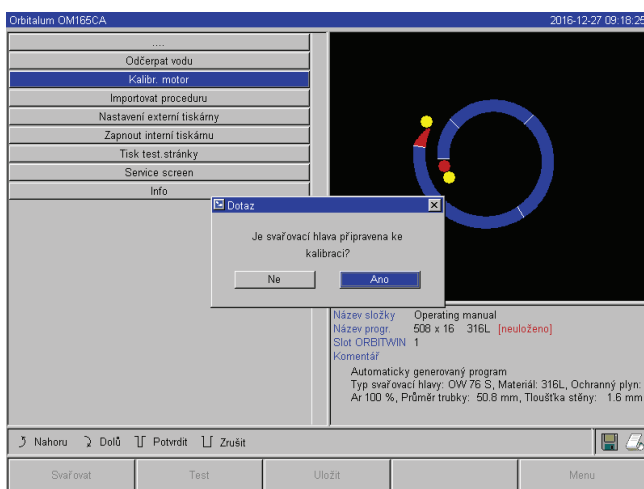 Orbitalum OM165CA 2016-12-27 09:18:25
....
Odčerpat vodu
Kalibr. motor
Importovat proceduru
Nastavení externí tiskárny
Zapnout interní tiskárnu
Tisk test.stránky
Service screen
Info
Dotaz
Je svařovací hlava připravena ke
kalibraci?
Ne Ano
Název složky Operating manual
Název progr. 508 x 16 316L [neuloženo]
Slot ORBITWIN 1
Komentář
Automaticky generovaný program
Typ svařovací hlavy: OW 76 S, Materiál: 316L, Ochranný plyn:
Ar 100 %, Průměr trubky: 50.8 mm, Tloušťka stěny: 1.6 mm
Nahoru Dolů Potvrdit Zrušit
Svařovat Test Uložit Menu